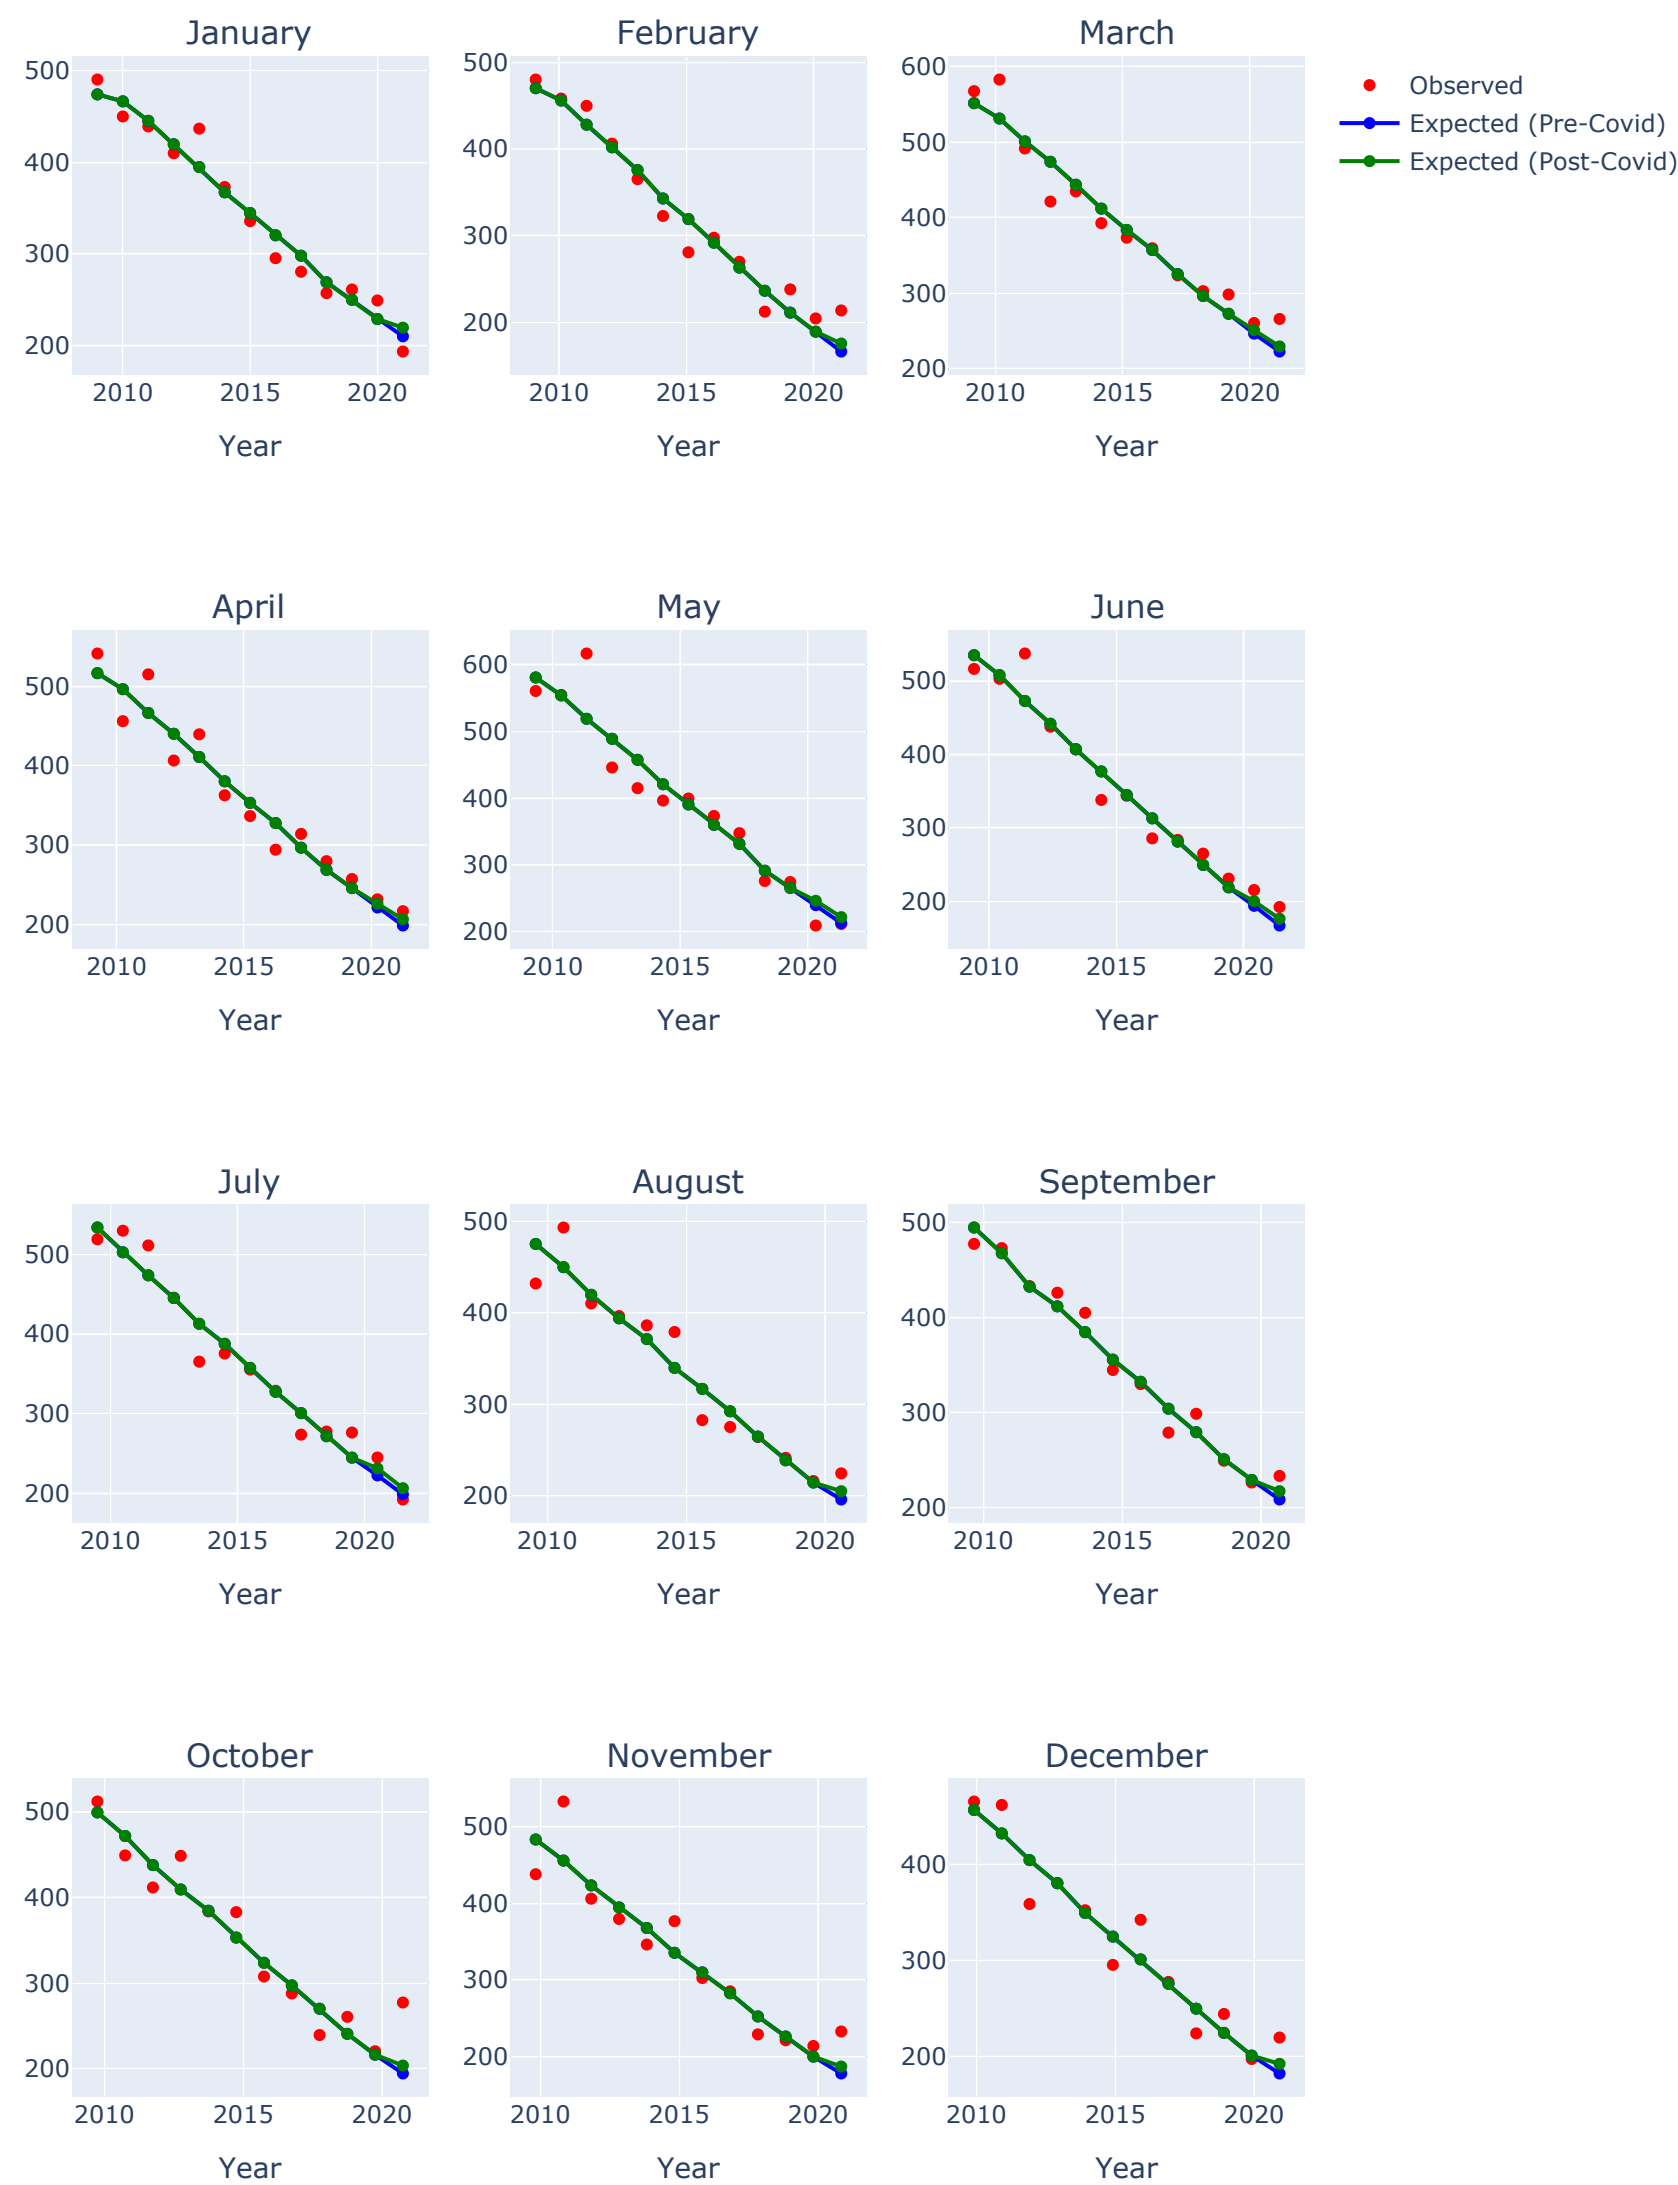 January
February
March
500
400
300
200
2010 2015 2020
Year
500
400
300
200
2010 2015 2020
Year
600
500
400
300
200
2010 2015 2020
Year
Observed
Expected (Pre-Covid)
Expected (Post-Covid)
April
May
June
500
400
300
200
2010 2015 2020
Year
600
500
400
300
200
2010 2015 2020
Year
500
400
300
200
2010 2015 2020
Year
July
August
September
500
400
300
200
2010 2015 2020
Year
500
400
300
200
2010 2015 2020
Year
500
400
300
200
2010 2015 2020
Year
October
November
December
500
400
300
200
2010 2015 2020
Year
500
400
300
200
2010 2015 2020
Year
400
300
200
2010 2015 2020
Year